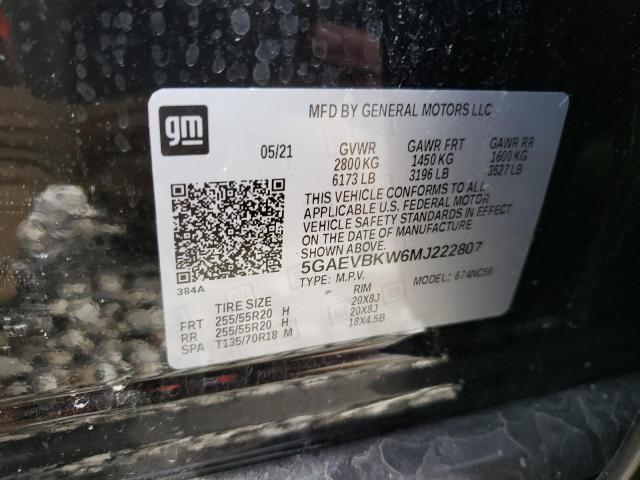 gm
MFD BY GENERAL MOTORS LLC
05/21 GVWR GAWR FRT GAWR RR
2800 KG 1450 KG 1600 KG
6173 LB 3196 LB 3527 LB
THIS VEHICLE CONFORMS TO ALL
APPLICABLE U.S. FEDERAL MOTOR
VEHICLE SAFETY STANDARDS IN EFFECT
ON THE DATE OF MANUFACTURE
SHOWN ABOVE.
5GAEVBKW6MJ222807
384A TYPE: M.P.V. MODEL: 674NC56
TIRE SIZE RIM
FRT 255/55R20 H 20X8J
RR 255/55R20 H 20X8J
SPA T135/70R18 M 18X4.5B